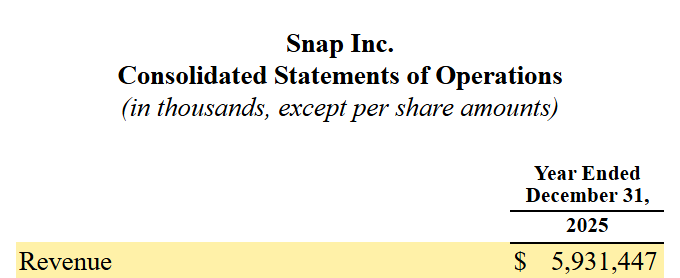 Snap Inc.
Consolidated Statements of Operations
(in thousands, except per share amounts)
Year Ended
December 31,
2025
Revenue $ 5,931,447